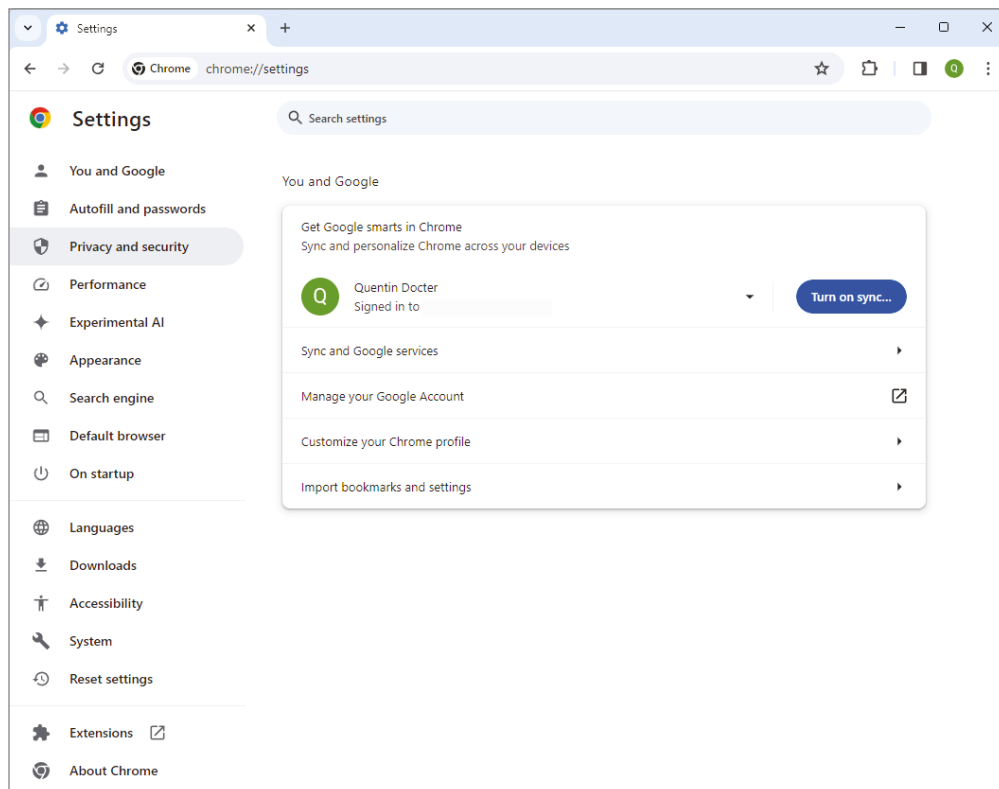 Settings
Chrome chrome://settings
Q
Settings
Search settings
You and Google
Autofill and passwords
Privacy and security
Performance
Experimental AI
Appearance
Search engine
Default browser
On startup
Languages
Downloads
Accessibility
System
Reset settings
Extensions
About Chrome
You and Google
Get Google smarts in Chrome
Sync and personalize Chrome across your devices
Q
Quentin Docter
Signed in to
Turn on sync...
Sync and Google services
Manage your Google Account
Customize your Chrome profile
Import bookmarks and settings